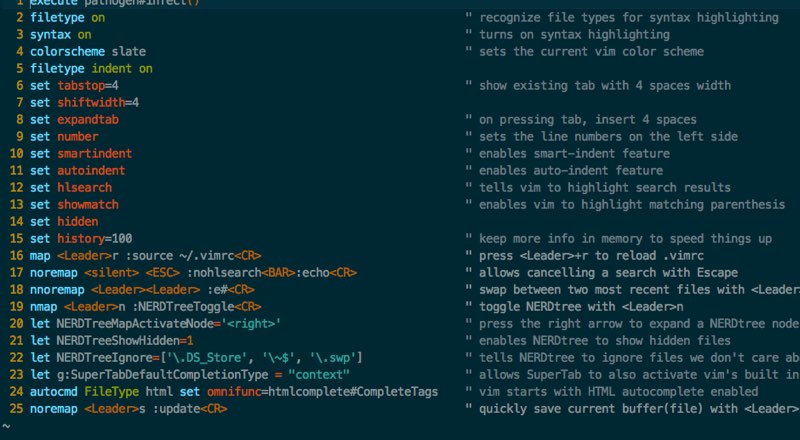 1 execute pathogen#infect()
2 filetype on " recognize file types for syntax highlighting
3 syntax on " turns on syntax highlighting
4 colorscheme slate " sets the current vim color scheme
5 filetype indent on
6 set tabstop=4 " show existing tab with 4 spaces width
7 set shiftwidth=4
8 set expandtab " on pressing tab, insert 4 spaces
9 set number " sets the line numbers on the left side
10 set smartindent " enables smart-indent feature
11 set autoindent " enables auto-indent feature
12 set hlsearch " tells vim to highlight search results
13 set showmatch " enables vim to highlight matching parenthesis
14 set hidden
15 set history=100 " keep more info in memory to speed things up
16 map <Leader>r :source ~/.vimrc<CR> " press <Leader>+r to reload .vimrc
17 noremap <silent> <ESC> :nohlsearch<BAR>:echo<CR> " allows cancelling a search with Escape
18 nnoremap <Leader><Leader> :e#<CR> " swap between two most recent files with <Leade
19 nmap <Leader>n :NERDTreeToggle<CR> " toggle NERDtree with <Leader>n
20 let NERDTreeMapActivateNode='<right>' " press the right arrow to expand a NERDtree node
21 let NERDTreeShowHidden=1 " enables NERDtree to show hidden files
22 let NERDTreeIgnore=['\.DS_Store', '\~$', '\.swp'] " tells NERDtree to ignore files we don't care ab
23 let g:SuperTabDefaultCompletionType = "context" " allows SuperTab to also activate vim's built in
24 autocmd FileType html set omnifunc=htmlcomplete#CompleteTags " vim starts with HTML autocomplete enabled
25 noremap <Leader>s :update<CR> " quickly save current buffer(file) with <Leader>
~